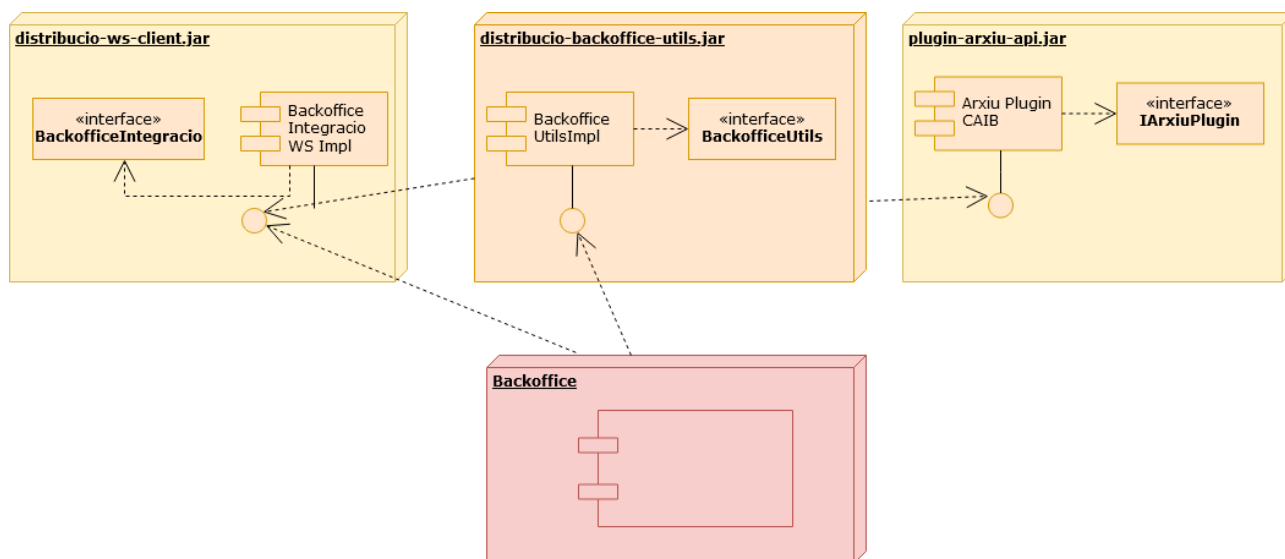 distribucio-ws-client.jar
«interface»
BackofficeIntegracio
Backoffice
Integracio
WS Impl
distribucio-backoffice-utils.jar
Backoffice
UtilsImpl
«interface»
BackofficeUtils
plugin-arxiu-api.jar
Arxiu Plugin
CAIB
«interface»
IArxiuPlugin
Backoffice